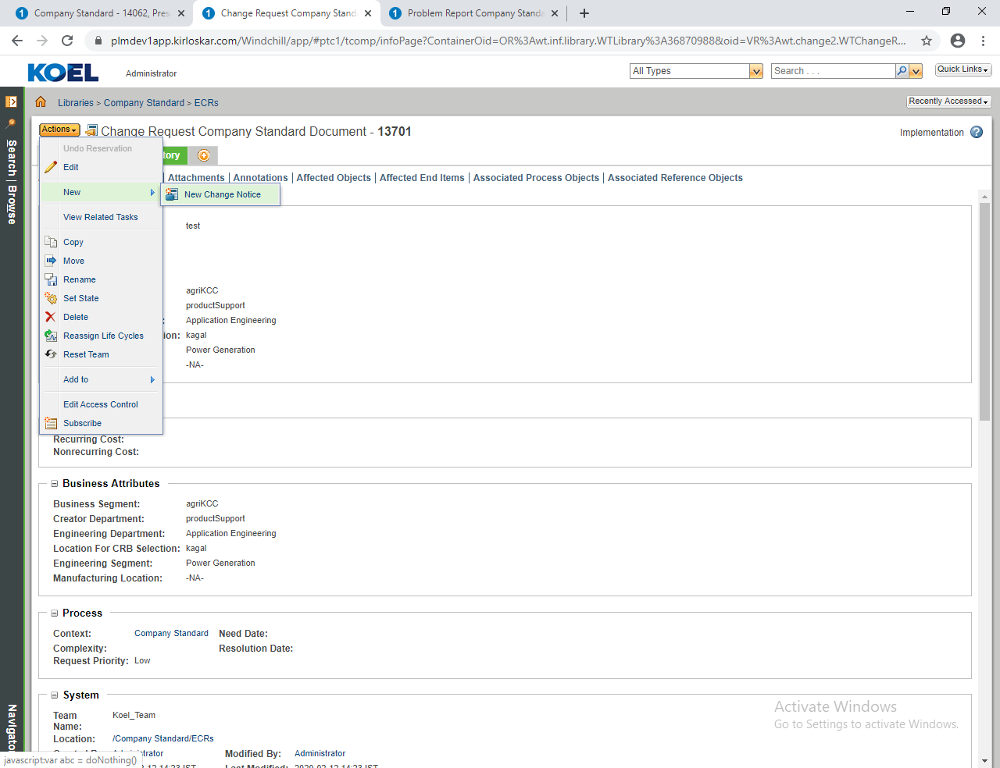 Company Standard - 14062, Pres
Change Request Company Stand
Problem Report Company Standa
plmdev1app.kirloskar.com/Windchill/app/#ptc1/tcomp/infoPage?ContainerOid=OR%3Awt.inf.library.WTLibrary%3A36870988&oid=VR%3Awt.change2.WTChangeR...
KOEL
Administrator
All Types
Search . . .
Quick Links
Libraries > Company Standard > ECRs
Recently Accessed
Search | Browse
Navigato
Actions
Change Request Company Standard Document - 13701
Implementation
tory
Attachments | Annotations | Affected Objects | Affected End Items | Associated Process Objects | Associated Reference Objects
Undo Reservation
Edit
New
New Change Notice
View Related Tasks
Copy
Move
Rename
Set State
Delete
Reassign Life Cycles
Reset Team
Add to
Edit Access Control
Subscribe
test
agriKCC
productSupport
: Application Engineering
ion: kagal
Power Generation
-NA-
Recurring Cost:
Nonrecurring Cost:
Business Attributes
Business Segment: agriKCC
Creator Department: productSupport
Engineering Department: Application Engineering
Location For CRB Selection: kagal
Engineering Segment: Power Generation
Manufacturing Location: -NA-
Process
Context: Company Standard Need Date:
Complexity: Resolution Date:
Request Priority: Low
System
Team Name: Koel_Team
Location: /Company Standard/ECRs
Modified By: Administrator
Last Modified: 2020-02-12 14:23 IST
Activate Windows
Go to Settings to activate Windows.
javascript:var abc = doNothing()